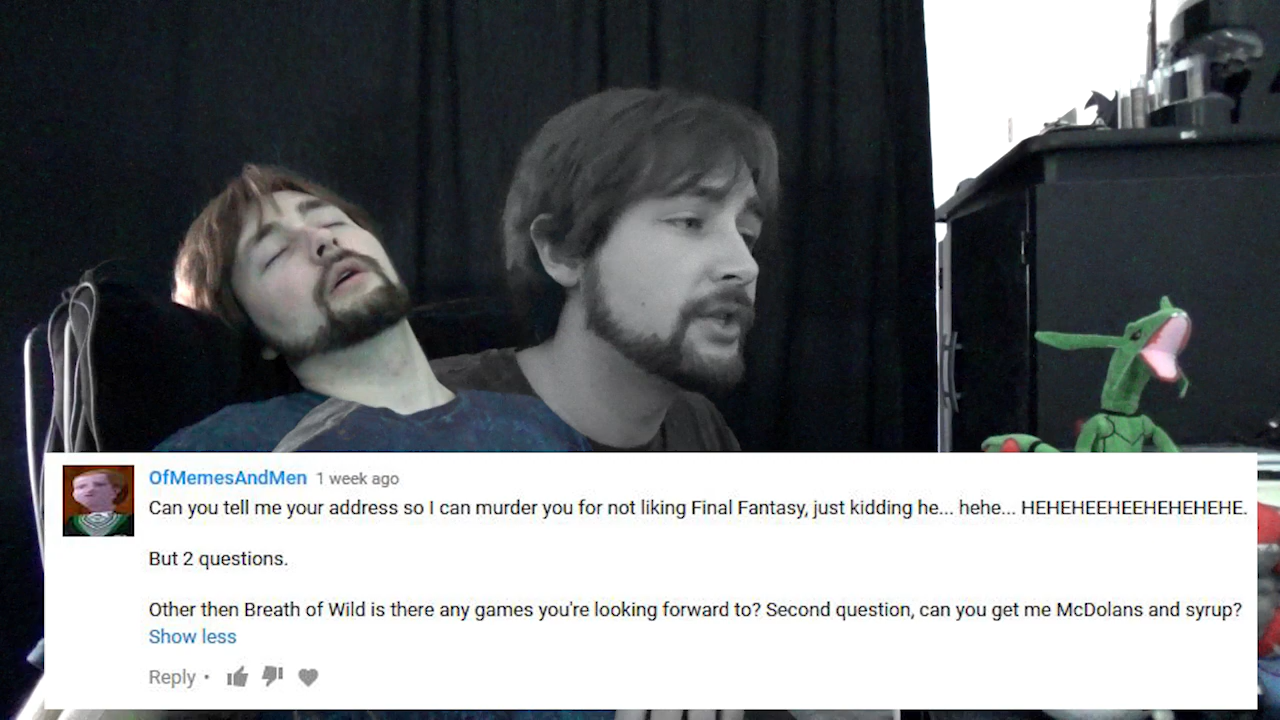 OfMemesAndMen 1 week ago
Can you tell me your address so I can murder you for not liking Final Fantasy, just kidding he... hehe... HEHEHEEHEEHEHEHEHE.
But 2 questions.
Other then Breath of Wild is there any games you're looking forward to? Second question, can you get me McDolans and syrup?
Show less
Reply •